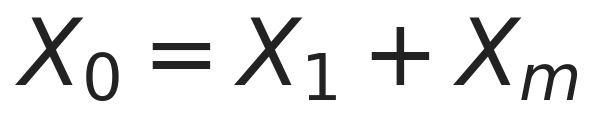 X₀ = X₁ + Xₘ